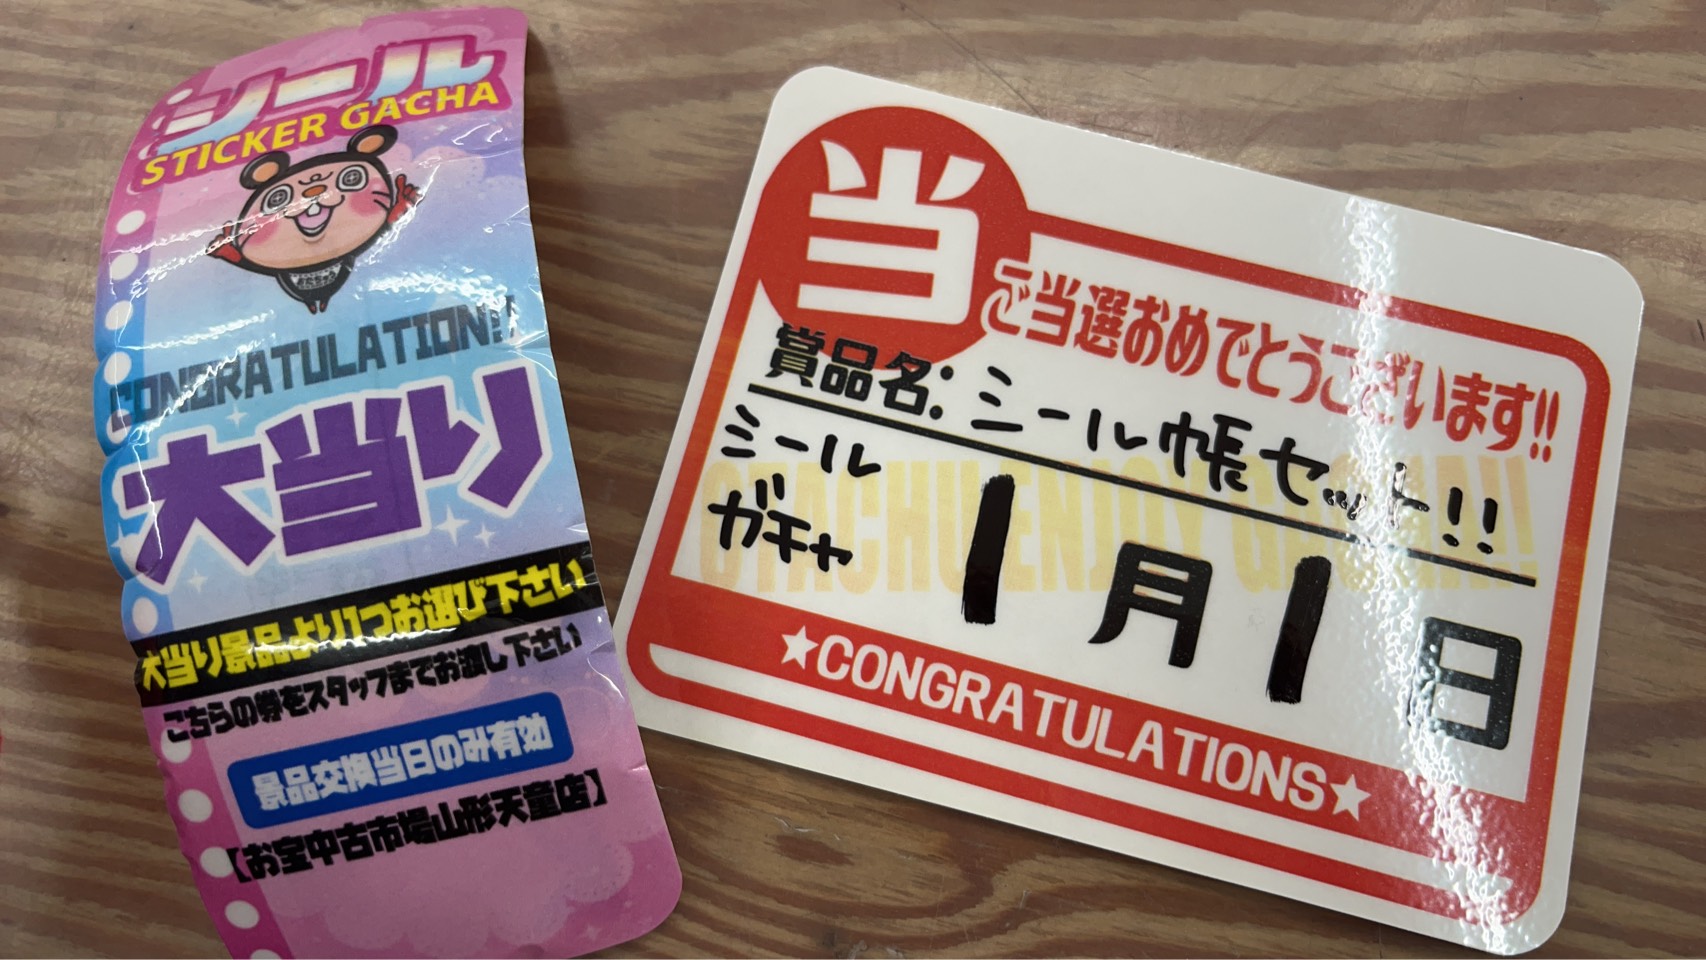 シール
STICKER GACHA
CONGRATULATION!!
大当り
大当り景品より1つお選び下さい
こちらの券をスタッフまでお渡し下さい
景品交換当日のみ有効
【お宝中古市場山形天童店】
当
ご当選おめでとうございます!!
賞品名:シール帳セット!!
シール
ガチャ
1月1日
OTACHUENJOY GACHA!!
★CONGRATULATIONS★